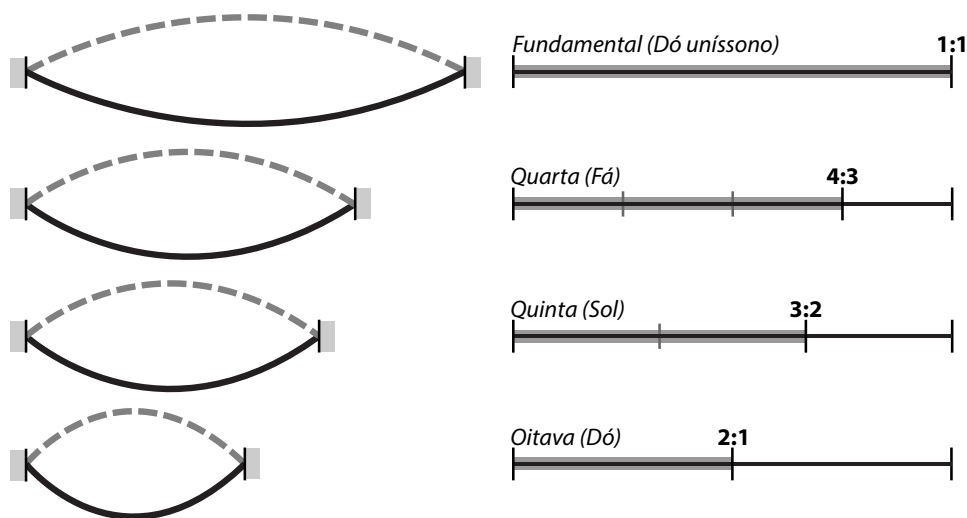 Fundamental (Dó uníssono) 1:1
Quarta (Fá) 4:3
Quinta (Sol) 3:2
Oitava (Dó) 2:1